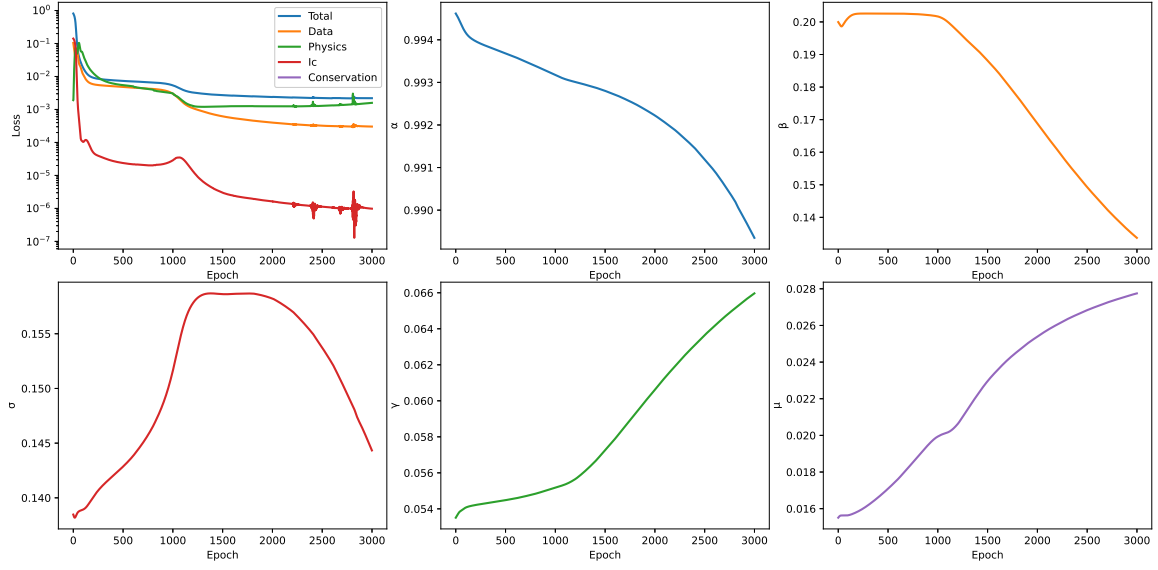 10⁰
10⁻¹
10⁻²
10⁻³
10⁻⁴
10⁻⁵
10⁻⁶
10⁻⁷
Loss
Total
Data
Physics
Ic
Conservation
0 500 1000 1500 2000 2500 3000
Epoch
0.994
0.993
0.992
0.991
0.990
α
0 500 1000 1500 2000 2500 3000
Epoch
0.20
0.19
0.18
0.17
0.16
0.15
0.14
β
0 500 1000 1500 2000 2500 3000
Epoch
0.155
0.150
0.145
0.140
σ
0 500 1000 1500 2000 2500 3000
Epoch
0.066
0.064
0.062
0.060
0.058
0.056
0.054
γ
0 500 1000 1500 2000 2500 3000
Epoch
0.028
0.026
0.024
0.022
0.020
0.018
0.016
μ
0 500 1000 1500 2000 2500 3000
Epoch